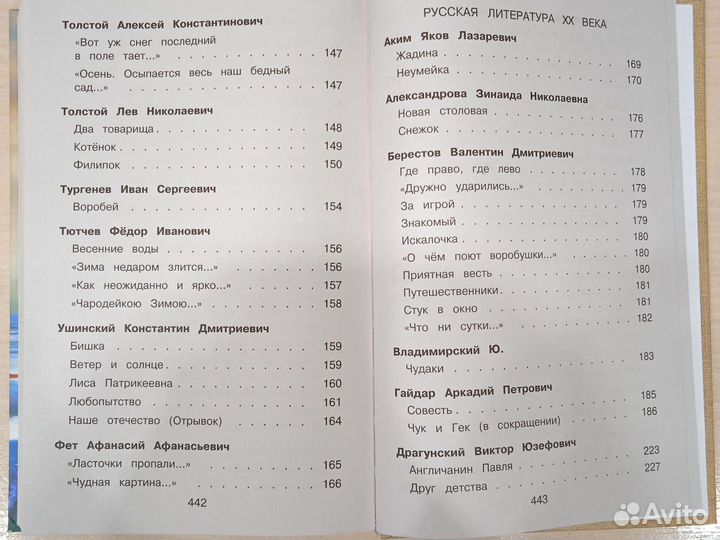 Толстой Алексей Константинович
«Вот уж снег последний
в поле тает...» . . . . . . . . . . . . 147
«Осень. Осыпается весь наш бедный
сад...» . . . . . . . . . . . . 147
Толстой Лев Николаевич
Два товарища . . . . . . . . . . . . 148
Котёнок . . . . . . . . . . . . 149
Филипок . . . . . . . . . . . . 150
Тургенев Иван Сергеевич
Воробей . . . . . . . . . . . . 154
Тютчев Фёдор Иванович
Весенние воды . . . . . . . . . . . . 156
«Зима недаром злится...» . . . . . . . . 156
«Как неожиданно и ярко...» . . . . . . . 157
«Чародейкою Зимою...» . . . . . . . . 158
Ушинский Константин Дмитриевич
Бишка . . . . . . . . . . . . 159
Ветер и солнце . . . . . . . . . . . . 159
Лиса Патрикеевна . . . . . . . . . . 160
Любопытство . . . . . . . . . . . . 161
Наше отечество (Отрывок) . . . . . . . 164
Фет Афанасий Афанасьевич
«Ласточки пропали...» . . . . . . . . 165
«Чудная картина...» . . . . . . . . 166
442
РУССКАЯ ЛИТЕРАТУРА XX ВЕКА
Аким Яков Лазаревич
Жадина . . . . . . . . . . . . 169
Неумейка . . . . . . . . . . . . 170
Александрова Зинаида Николаевна
Новая столовая . . . . . . . . . . . . 176
Снежок . . . . . . . . . . . . 177
Берестов Валентин Дмитриевич
Где право, где лево . . . . . . . . . . 178
«Дружно ударились...» . . . . . . . . 179
За игрой . . . . . . . . . . . . 179
Знакомый . . . . . . . . . . . . 179
Искалочка . . . . . . . . . . . . 180
«О чём поют воробушки...» . . . . . . . 180
Приятная весть . . . . . . . . . . . . 180
Путешественники . . . . . . . . . . 181
Стук в окно . . . . . . . . . . . . 181
«Что ни сутки...» . . . . . . . . . . 182
Владимирский Ю.
Чудаки . . . . . . . . . . . . 183
Гайдар Аркадий Петрович
Совесть . . . . . . . . . . . . 185
Чук и Гек (в сокращении) . . . . . . . 186
Драгунский Виктор Юзефович
Англичанин Павля . . . . . . . . . . 223
Друг детства . . . . . . . . . . . . 227
443
Avito